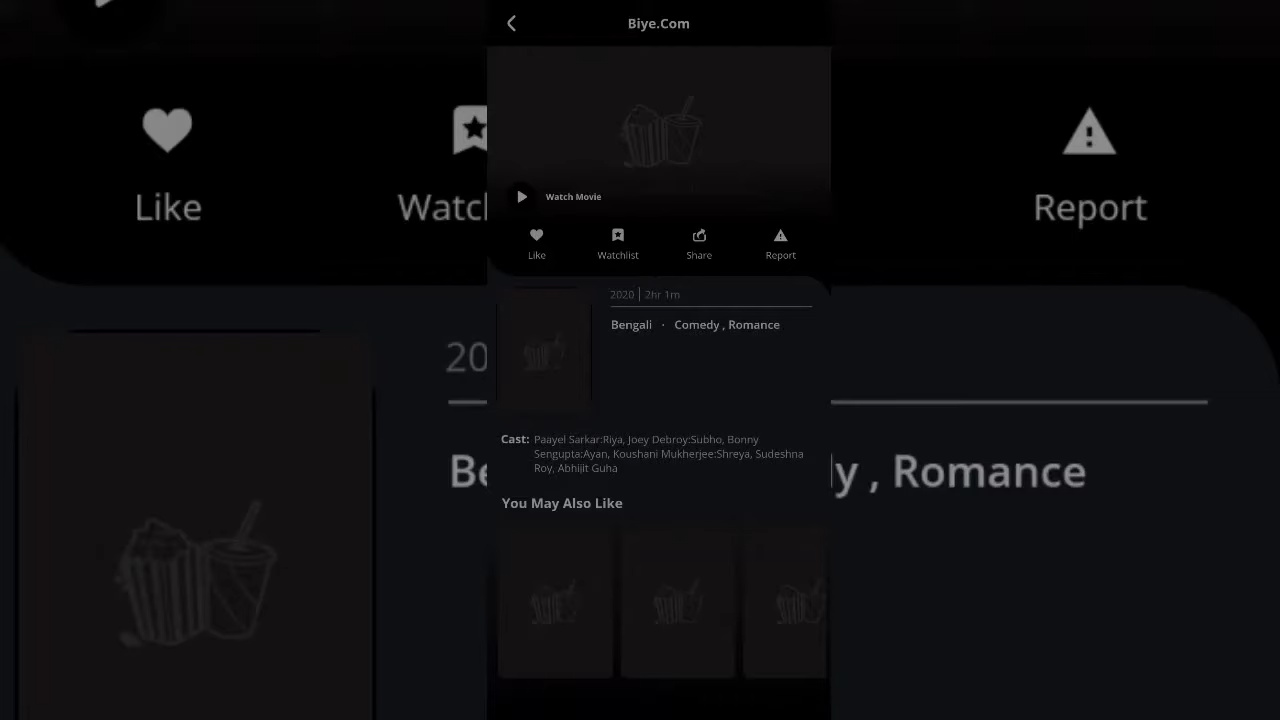 Biye.Com
Watch Movie
Like
Watchlist
Share
Report
2020 | 2hr 1m
Bengali · Comedy , Romance
Cast: Paayel Sarkar:Riya, Joey Debroy:Subho, Bonny
Sengupta:Ayan, Koushani Mukherjee:Shreya, Sudeshna
Roy, Abhijit Guha
You May Also Like
Like
Watcl
Report
20
Be
ly , Romance